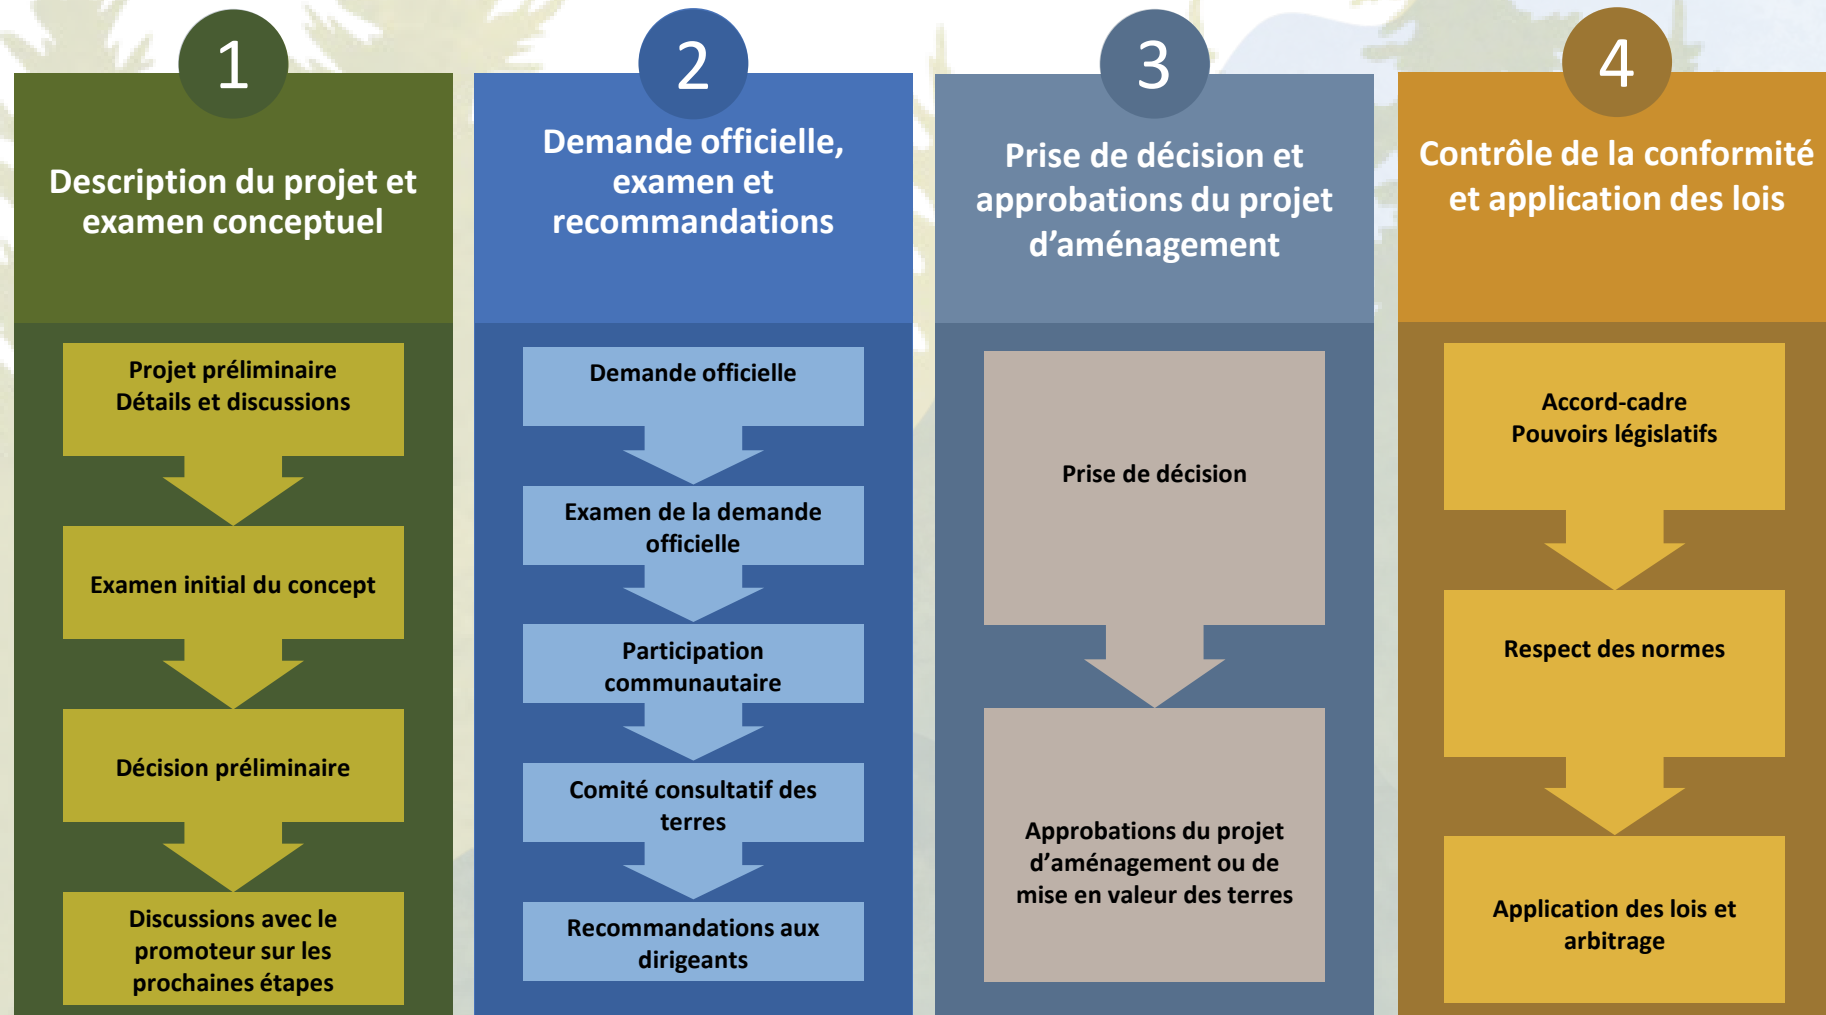 1
Description du projet et
examen conceptuel
Projet préliminaire
Détails et discussions
Examen initial du concept
Décision préliminaire
Discussions avec le
promoteur sur les
prochaines étapes
2
Demande officielle,
examen et
recommandations
Demande officielle
Examen de la demande
officielle
Participation
communautaire
Comité consultatif des
terres
Recommandations aux
dirigeants
3
Prise de décision et
approbations du projet
d’aménagement
Prise de décision
Approbations du projet
d’aménagement ou de
mise en valeur des terres
4
Contrôle de la conformité
et application des lois
Accord-cadre
Pouvoirs législatifs
Respect des normes
Application des lois et
arbitrage